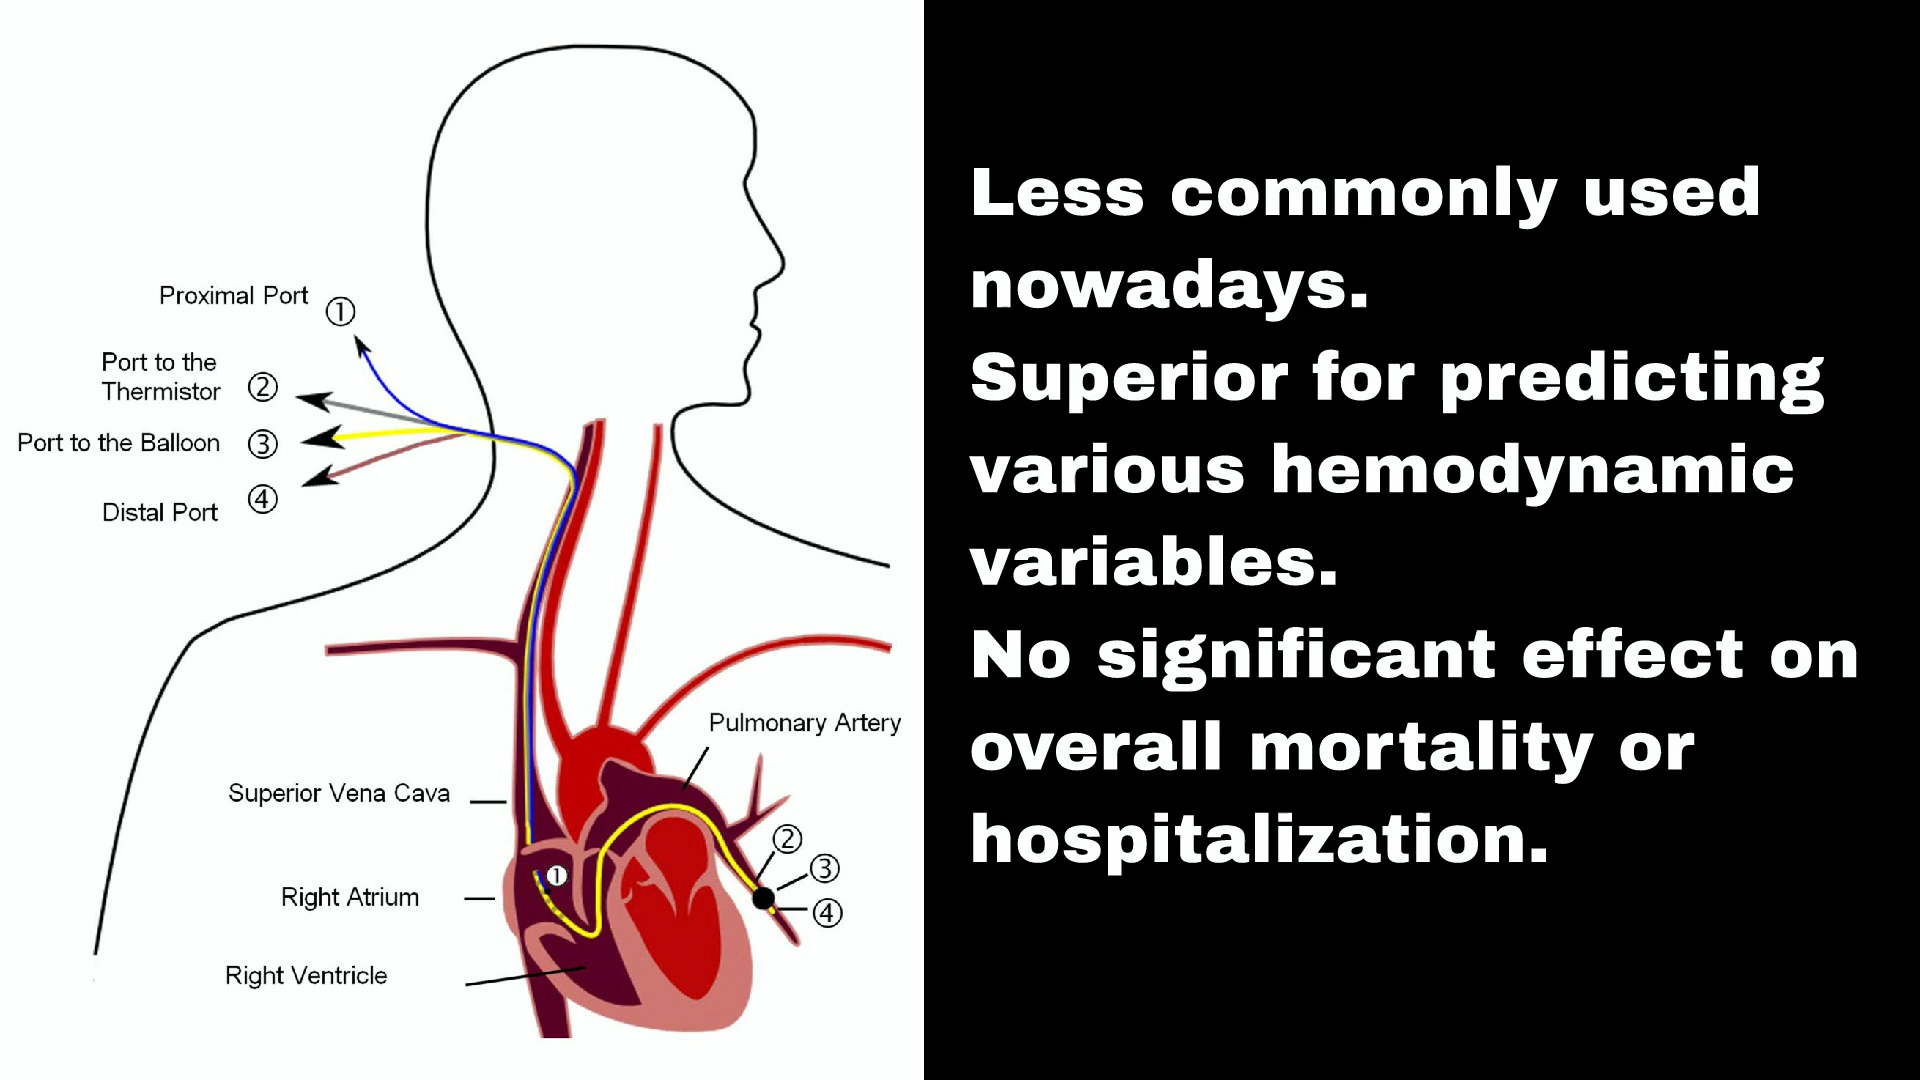 Proximal Port ①
Port to the
Thermistor ②
Port to the Balloon ③
Distal Port ④
Pulmonary Artery
Superior Vena Cava
Right Atrium
Right Ventricle
①
②
③
④
Less commonly used
nowadays.
Superior for predicting
various hemodynamic
variables.
No significant effect on
overall mortality or
hospitalization.